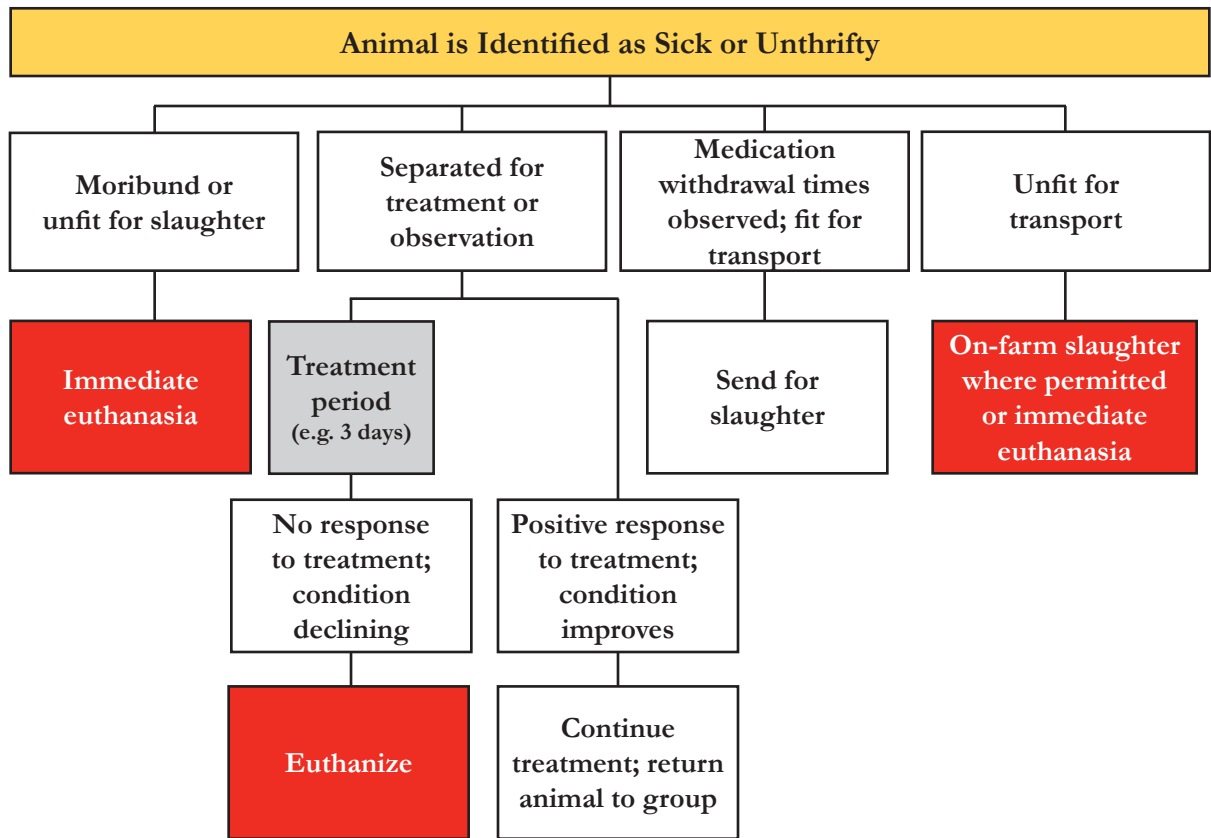 Animal is Identified as Sick or Unthrifty
Moribund or
unfit for slaughter
Separated for
treatment or
observation
Medication
withdrawal times
observed; fit for
transport
Unfit for
transport
Immediate
euthanasia
Treatment
period
(e.g. 3 days)
Send for
slaughter
On-farm slaughter
where permitted
or immediate
euthanasia
No response
to treatment;
condition
declining
Positive response
to treatment;
condition
improves
Euthanize
Continue
treatment; return
animal to group